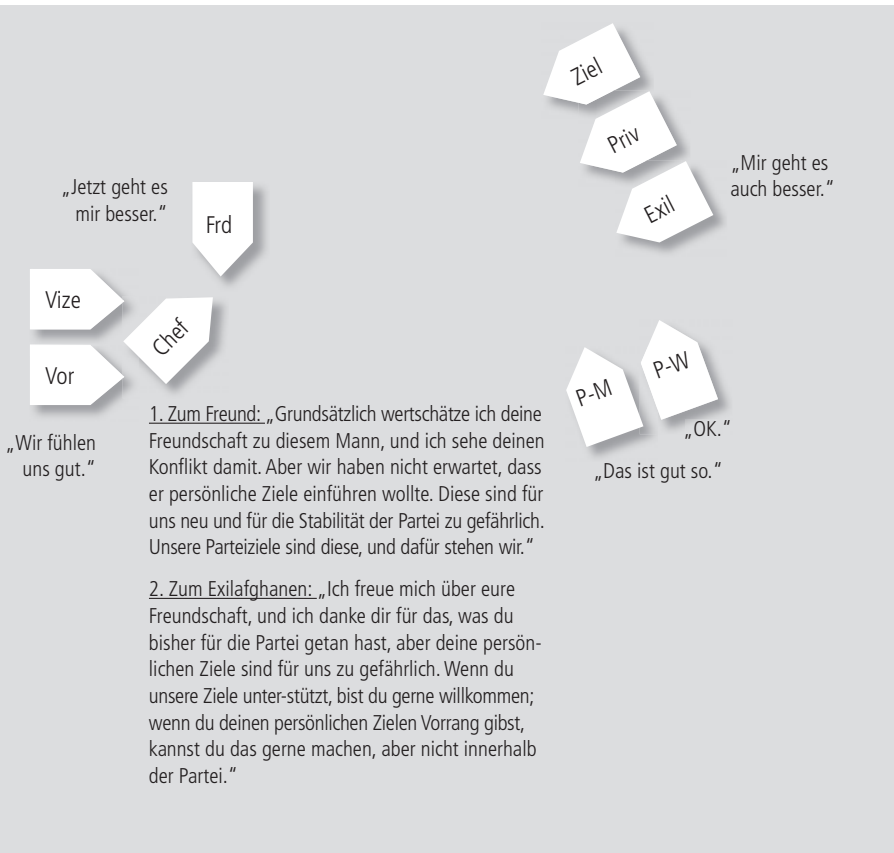 Ziel
Priv
„Mir geht es
auch besser.“
Exil
„Jetzt geht es
mir besser.“
Frd
Vize
Chef
Vor
„Wir fühlen
uns gut.“
P-M
P-W
„OK.“
„Das ist gut so.“
1. Zum Freund: „Grundsätzlich wertschätze ich deine
Freundschaft zu diesem Mann, und ich sehe deinen
Konflikt damit. Aber wir haben nicht erwartet, dass
er persönliche Ziele einführen wollte. Diese sind für
uns neu und für die Stabilität der Partei zu gefährlich.
Unsere Parteiziele sind diese, und dafür stehen wir.“
2. Zum Exilafghanen: „Ich freue mich über eure
Freundschaft, und ich danke dir für das, was du
bisher für die Partei getan hast, aber deine persön-
lichen Ziele sind für uns zu gefährlich. Wenn du
unsere Ziele unter-stützt, bist du gerne willkommen;
wenn du deinen persönlichen Zielen Vorrang gibst,
kannst du das gerne machen, aber nicht innerhalb
der Partei.“